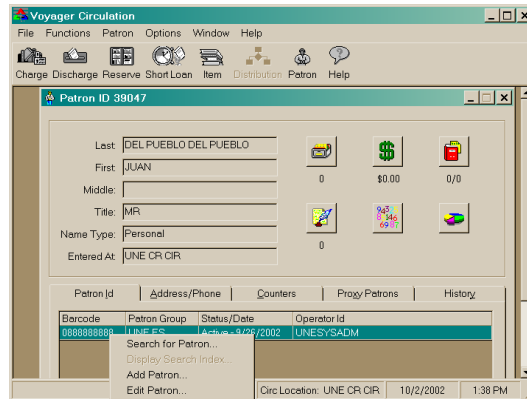 Voyager Circulation
File Functions Patron Options Window Help
Charge Discharge Reserve Short Loan Item Distribution Patron Help
Patron ID 39047
Last: DEL PUEBLO DEL PUEBLO
First: JUAN
0 $0.00 0/0
Middle:
Title: MR
Name Type: Personal
0
Entered At: UNE CR CIR
Patron Id Address/Phone Counters Proxy Patrons History
Barcode Patron Group Status/Date Operator Id
0888888888 UNE ES Active - 9/26/2002 UNESYSADM
Search for Patron...
Display Search Index...
Add Patron...
Edit Patron...
Circ Location: UNE CR CIR 10/2/2002 1:38 PM